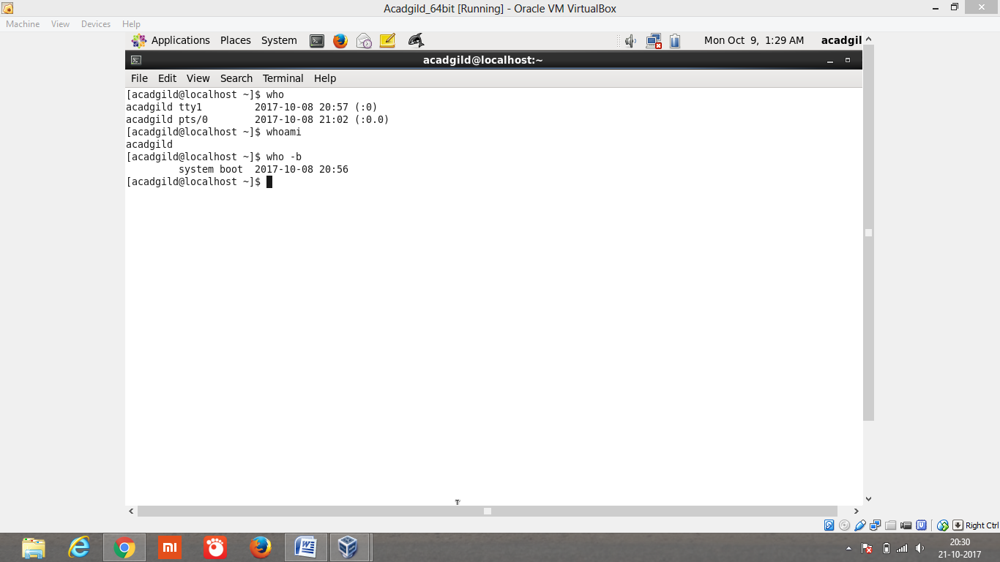 Acadgild_64bit [Running] - Oracle VM VirtualBox
Machine View Devices Help
Applications Places System Mon Oct 9, 1:29 AM acadgil
acadgild@localhost:~
File Edit View Search Terminal Help
[acadgild@localhost ~]$ who
acadgild tty1         2017-10-08 20:57 (:0)
acadgild pts/0        2017-10-08 21:02 (:0.0)
[acadgild@localhost ~]$ whoami
acadgild
[acadgild@localhost ~]$ who -b
         system boot  2017-10-08 20:56
[acadgild@localhost ~]$
Right Ctrl
mi
20:30
21-10-2017